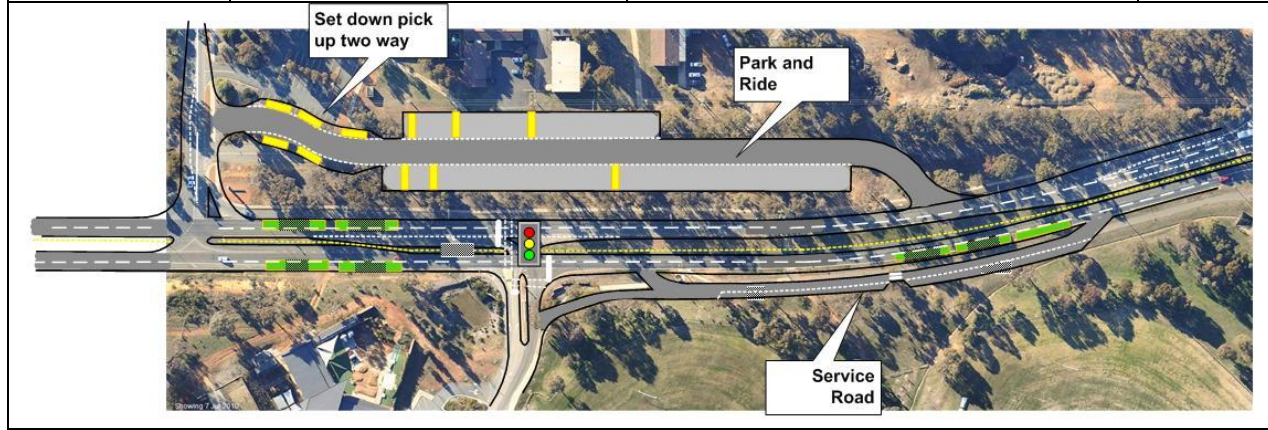 Set down pick
up two way
Park and
Ride
Service
Road
Showing 7 Jul 2010